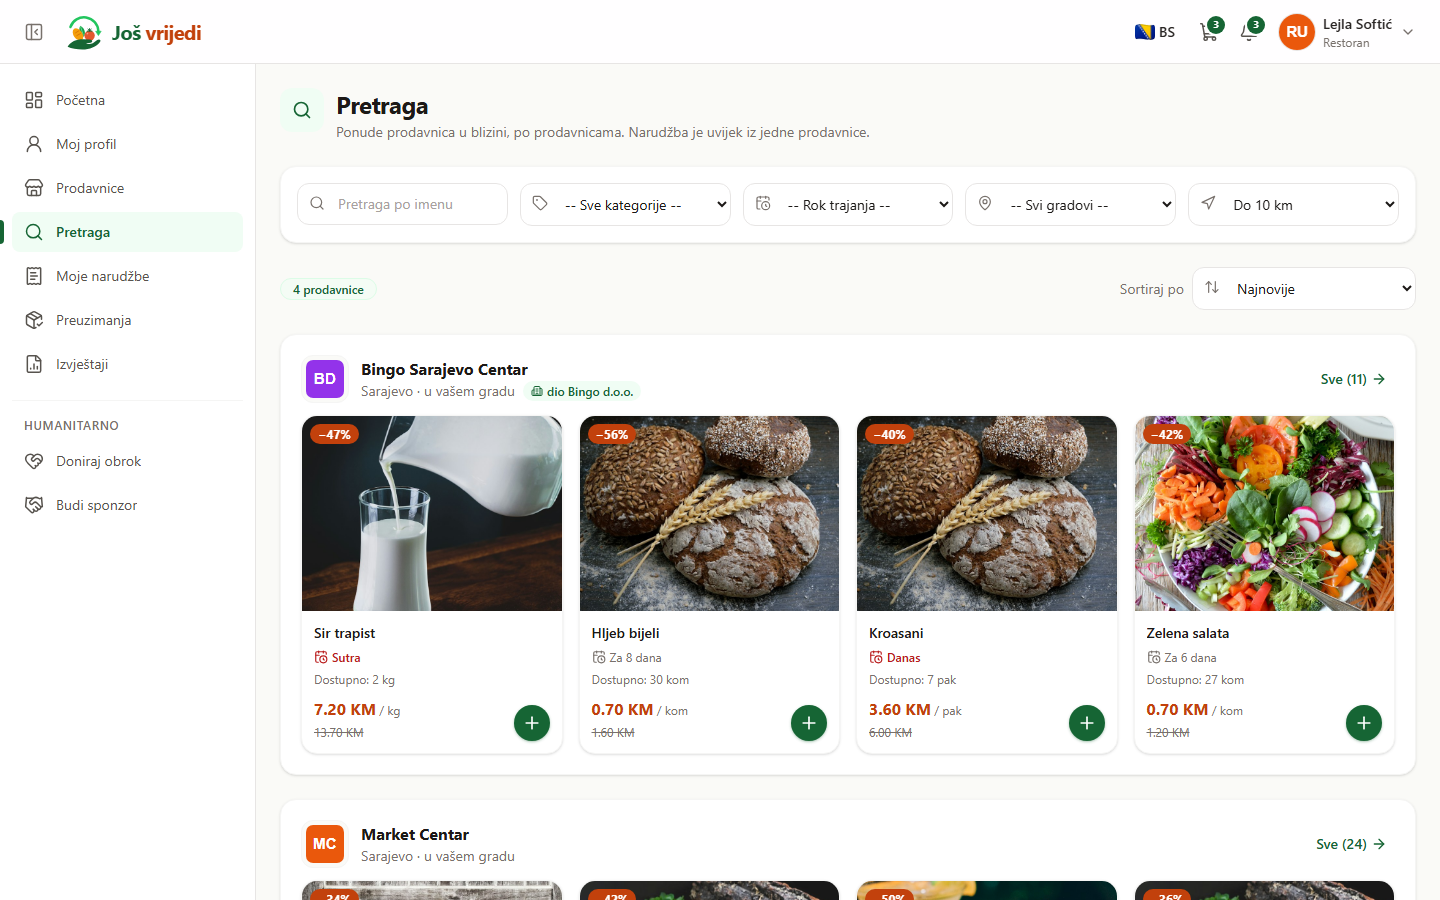 Još vrijedi
BS
3
3
RU
Lejla Softić
Restoran
Početna
Moj profil
Prodavnice
Pretraga
Moje narudžbe
Preuzimanja
Izvještaji
HUMANITARNO
Doniraj obrok
Budi sponzor
Pretraga
Ponude prodavnica u blizini, po prodavnicama. Narudžba je uvijek iz jedne prodavnice.
Pretraga po imenu
-- Sve kategorije --
-- Rok trajanja --
-- Svi gradovi --
Do 10 km
4 prodavnice
Sortiraj po
Najnovije
BD
Bingo Sarajevo Centar
Sarajevo · u vašem gradu
dio Bingo d.o.o.
Sve (11)
−47%
Sir trapist
Sutra
Dostupno: 2 kg
7.20 KM / kg
13.70 KM
−56%
Hljeb bijeli
Za 8 dana
Dostupno: 30 kom
0.70 KM / kom
1.60 KM
−40%
Kroasani
Danas
Dostupno: 7 pak
3.60 KM / pak
6.00 KM
−42%
Zelena salata
Za 6 dana
Dostupno: 27 kom
0.70 KM / kom
1.20 KM
MC
Market Centar
Sarajevo · u vašem gradu
Sve (24)
−34%
−42%
−50%
−36%